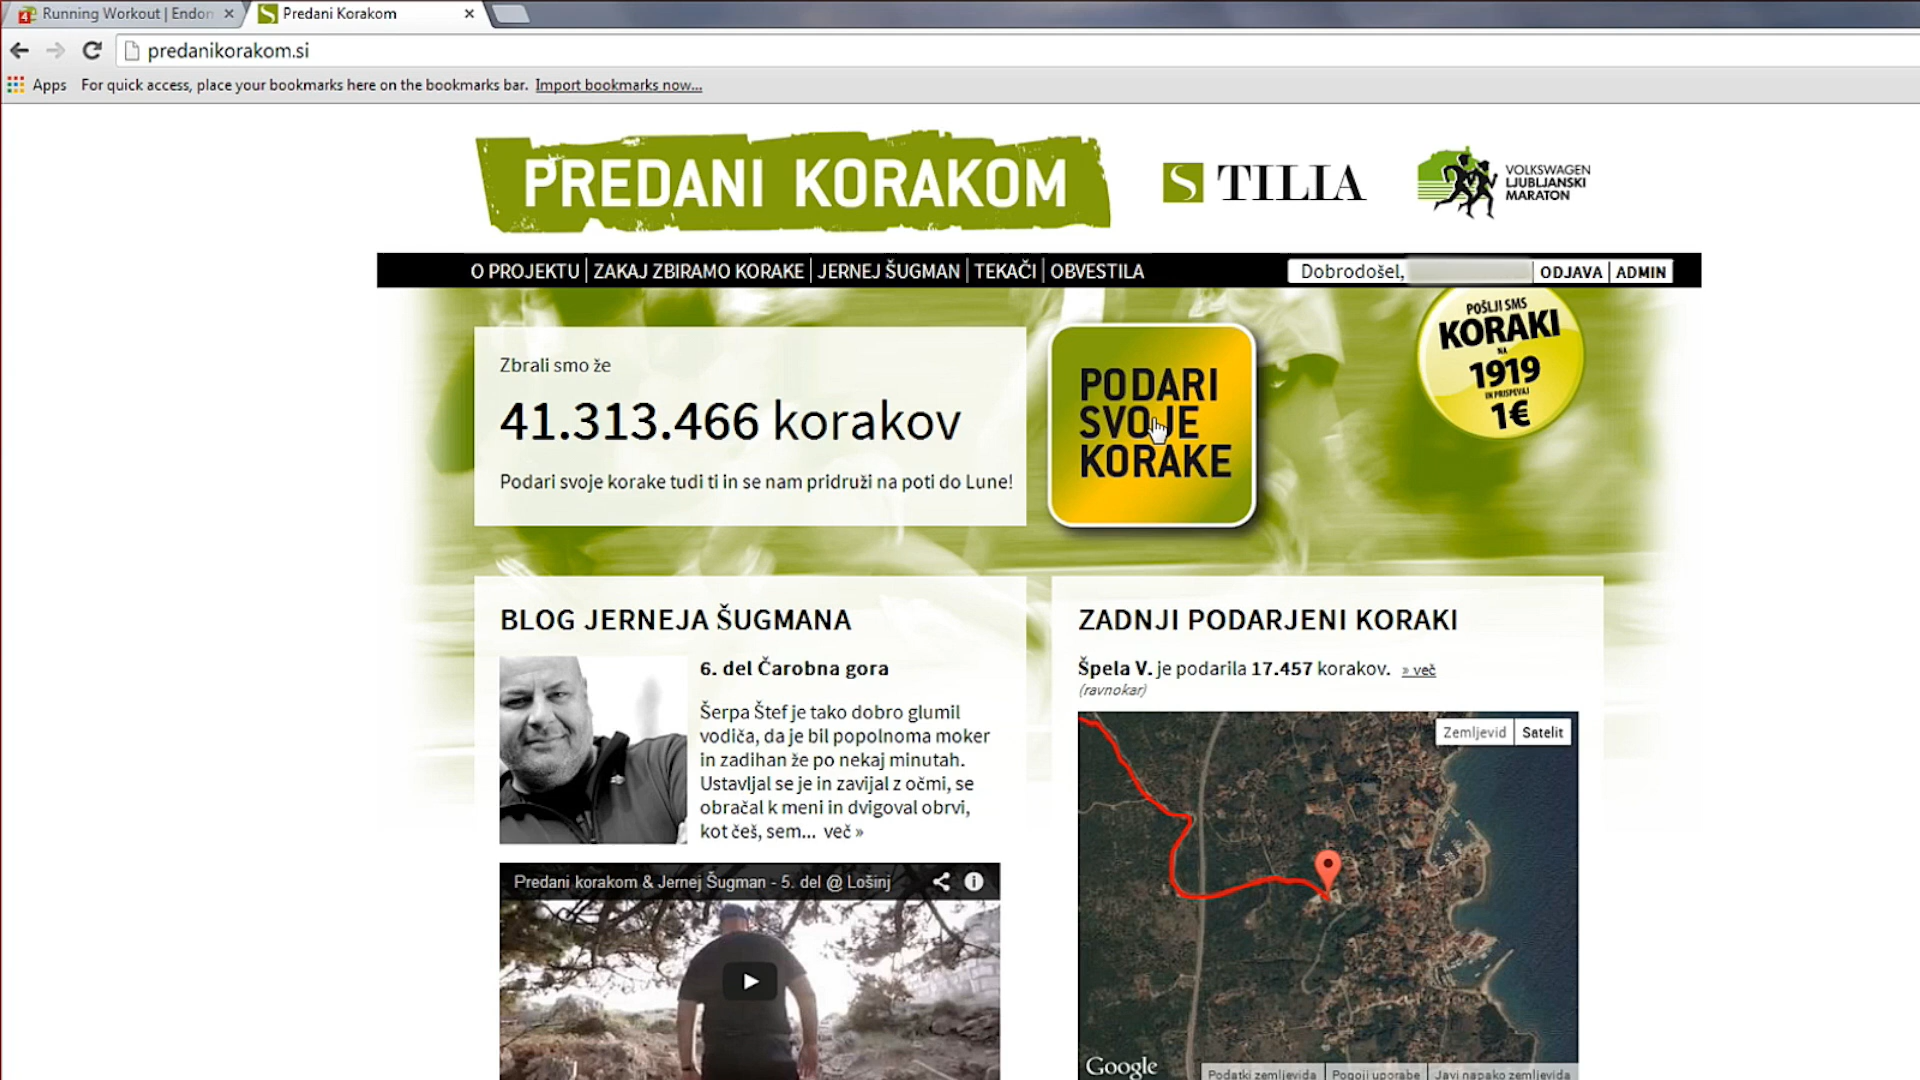 Running Workout | Endon
Predani Korakom
predanikorakom.si
Apps For quick access, place your bookmarks here on the bookmarks bar. Import bookmarks now...
PREDANI KORAKOM
S TILIA
VOLKSWAGEN
LJUBLJANSKI
MARATON
O PROJEKTU | ZAKAJ ZBIRAMO KORAKE | JERNEJ ŠUGMAN | TEKAČI | OBVESTILA
Dobrodošel,
ODJAVA | ADMIN
Zbrali smo že
41.313.466 korakov
Podari svoje korake tudi ti in se nam pridruži na poti do Lune!
PODARI
SVOJE
KORAKE
POŠLJI SMS
KORAKI
NA
1919
IN PRISPEVAJ
1€
BLOG JERNEJA ŠUGMANA
6. del Čarobna gora
Šerpa Štef je tako dobro glumil
vodiča, da je bil popolnoma moker
in zadihan že po nekaj minutah.
Ustavljal se je in zavijal z očmi, se
obračal k meni in dvigoval obrvi,
kot češ, sem... več »
Predani korakom & Jernej Šugman - 5. del @ Lošinj
ZADNJI PODARJENI KORAKI
Špela V. je podarila 17.457 korakov. » več
(ravnokar)
Zemljevid
Satelit
Google
Podatki zemljevida
Pogoji uporabe
Javi napako zemljevida